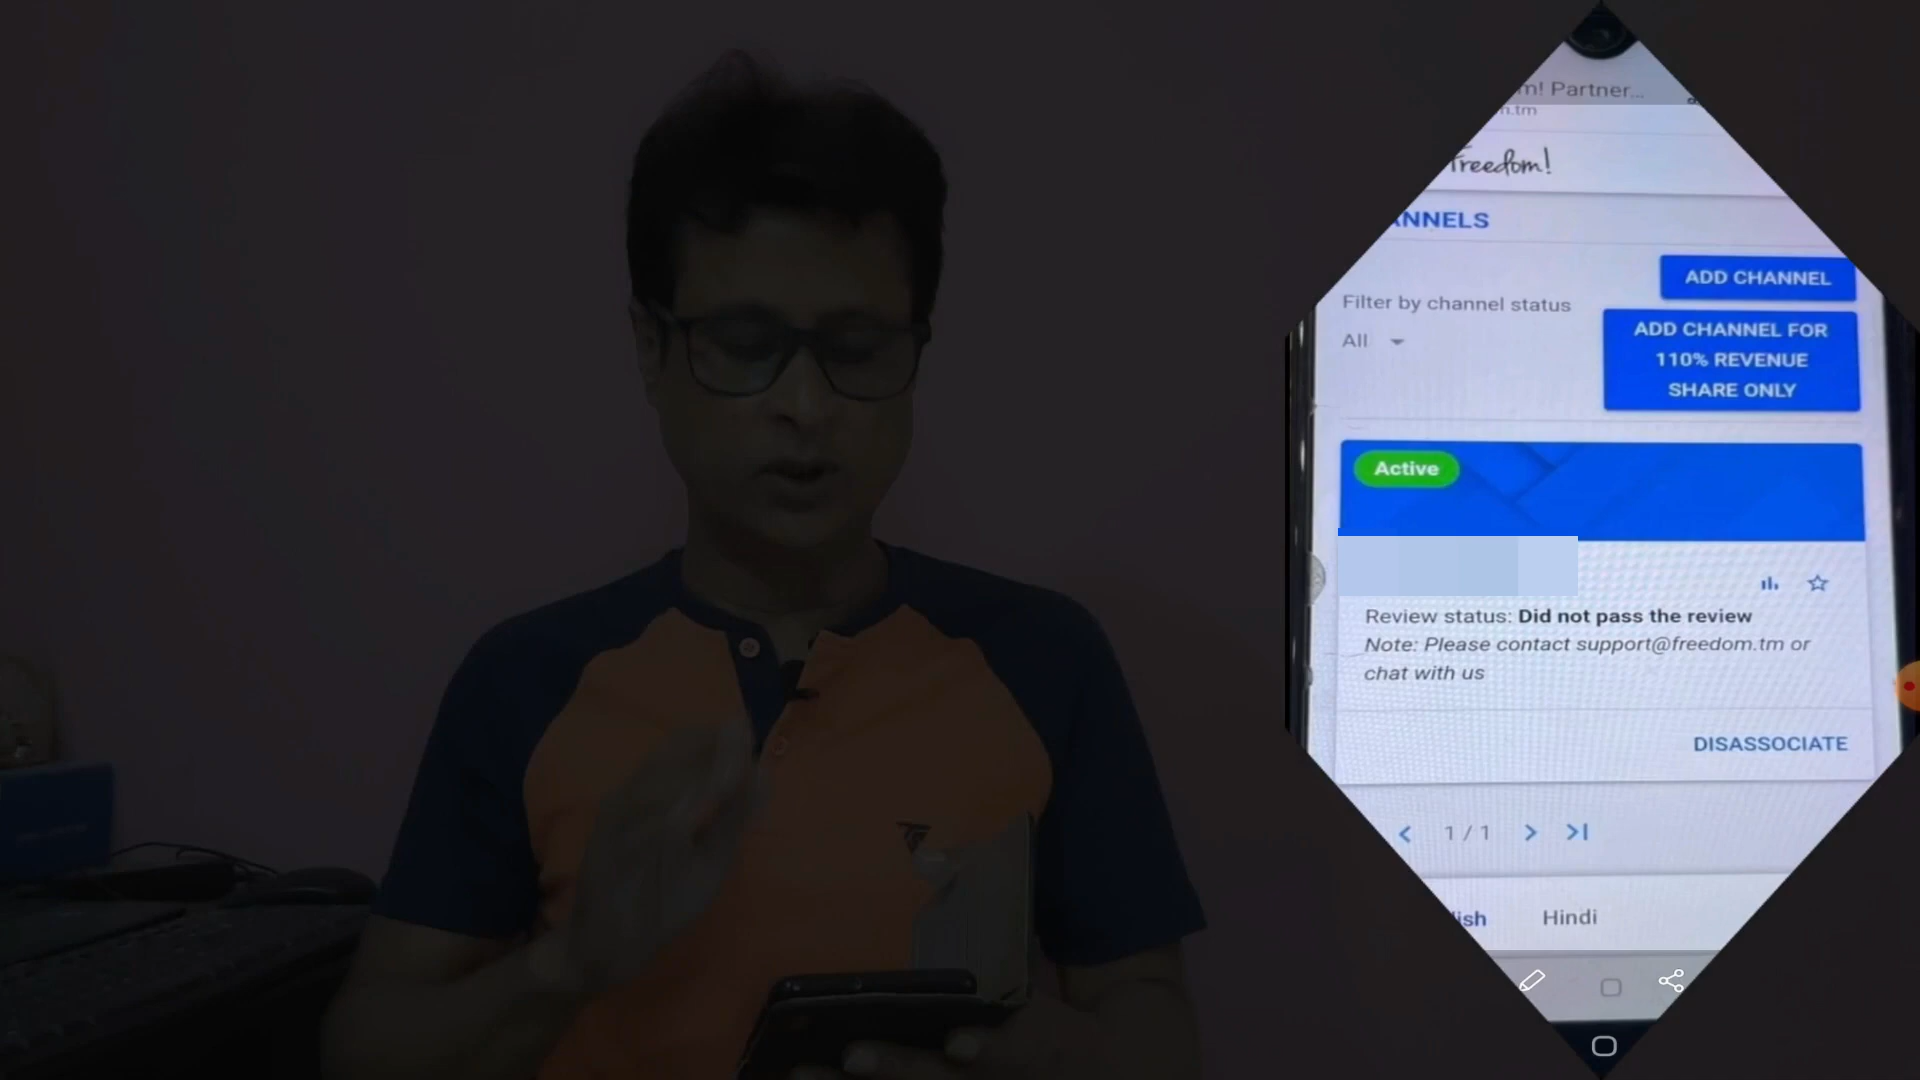 m! Partner...
n.tm
Freedom!
ANNELS
ADD CHANNEL
Filter by channel status
All
ADD CHANNEL FOR
110% REVENUE
SHARE ONLY
Active
Review status: Did not pass the review
Note: Please contact support@freedom.tm or
chat with us
DISASSOCIATE
1 / 1
lish
Hindi